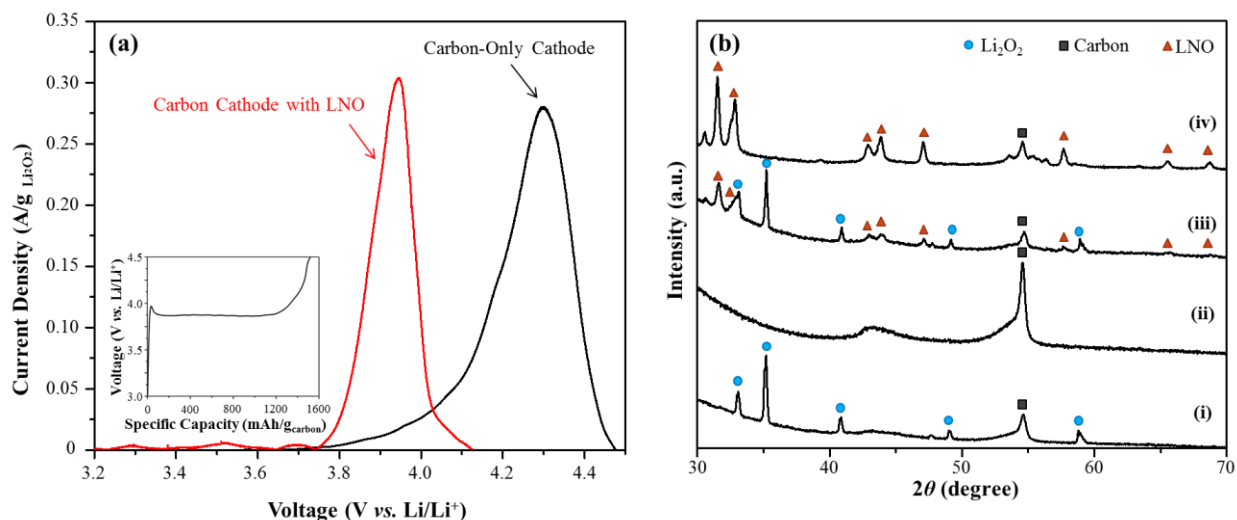 (a)
Carbon-Only Cathode
Carbon Cathode with LNO
Current Density (A/g Li2O2)
0.35
0.30
0.25
0.20
0.15
0.10
0.05
0
3.2 3.4 3.6 3.8 4.0 4.2 4.4
Voltage (V vs. Li/Li⁺)
Voltage (V vs. Li/Li⁺)
4.5
4.0
3.5
3.0
0 400 800 1200 1600
Specific Capacity (mAh/gcarbon)
(b)
Li₂O₂ Carbon LNO
Intensity (a.u.)
(iv)
(iii)
(ii)
(i)
30 40 50 60 70
2θ (degree)